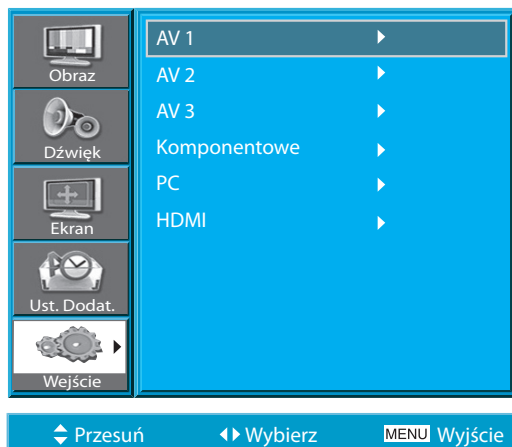 Obraz
Dźwięk
Ekran
Ust. Dodat.
Wejście
AV 1
AV 2
AV 3
Komponentowe
PC
HDMI
Przesuń Wybierz MENU Wyjście